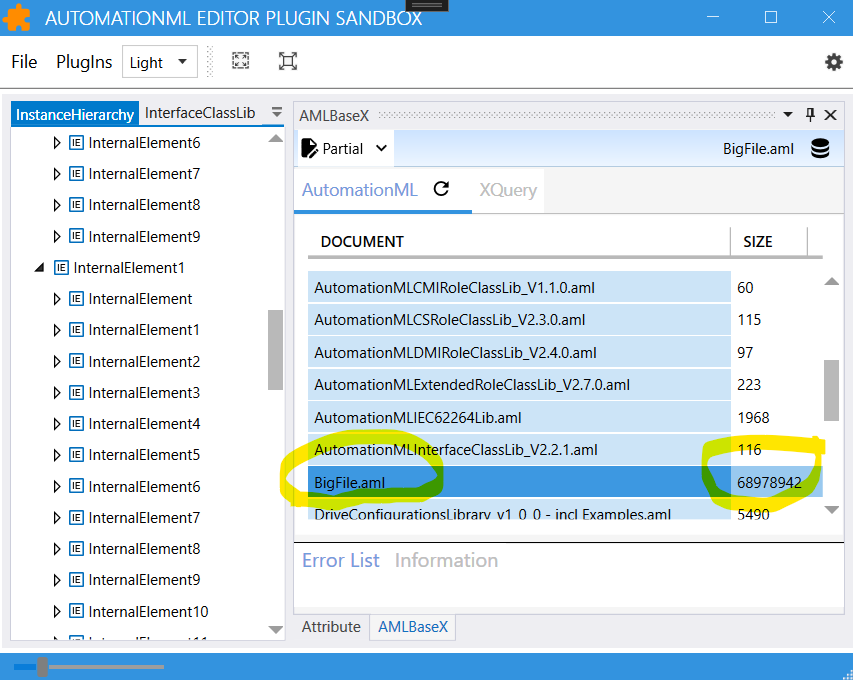 AUTOMATIONML EDITOR PLUGIN SANDBOX
File PlugIns Light
InstanceHierarchy InterfaceClassLib
IE InternalElement6
IE InternalElement7
IE InternalElement8
IE InternalElement9
IE InternalElement1
IE InternalElement
IE InternalElement1
IE InternalElement2
IE InternalElement3
IE InternalElement4
IE InternalElement5
IE InternalElement6
IE InternalElement7
IE InternalElement8
IE InternalElement9
IE InternalElement10
IE InternalElement11
AMLBaseX
Partial BigFile.aml
AutomationML XQuery
DOCUMENT SIZE
AutomationMLCMIRoleClassLib_V1.1.0.aml 60
AutomationMLCSRoleClassLib_V2.3.0.aml 115
AutomationMLDMIRoleClassLib_V2.4.0.aml 97
AutomationMLExtendedRoleClassLib_V2.7.0.aml 223
AutomationMLIEC62264Lib.aml 1968
AutomationMLInterfaceClassLib_V2.2.1.aml 116
BigFile.aml 68978942
DriveConfigurationsLibrary_v1_0_0 - incl Examples.aml 5490
Error List Information
Attribute AMLBaseX